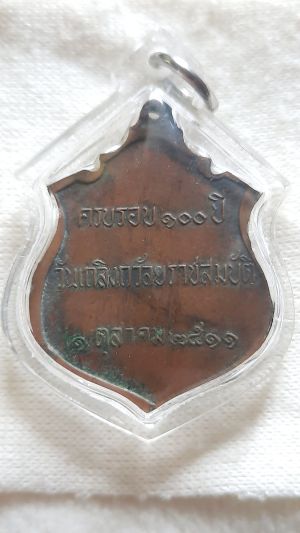 ครบรอบ ๑๐๐ ปี
วันเถลิงถวัลยราชสมบัติ
๑ ตุลาคม ๒๕๑๑